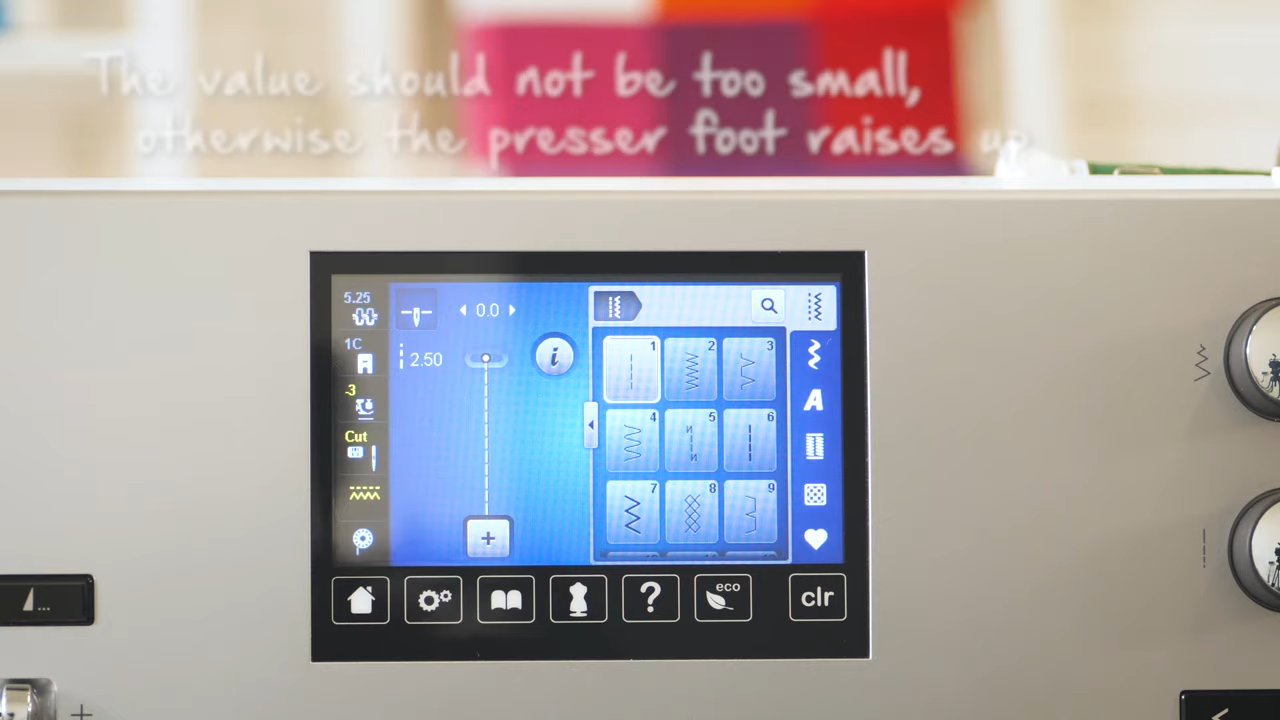 The value should not be too small,
otherwise the presser foot raises up
5.25
0.0
1C
2.50
i
-3
Cut
1
2
3
4
5
6
7
8
9
A
+
?
eco
clr
...
+